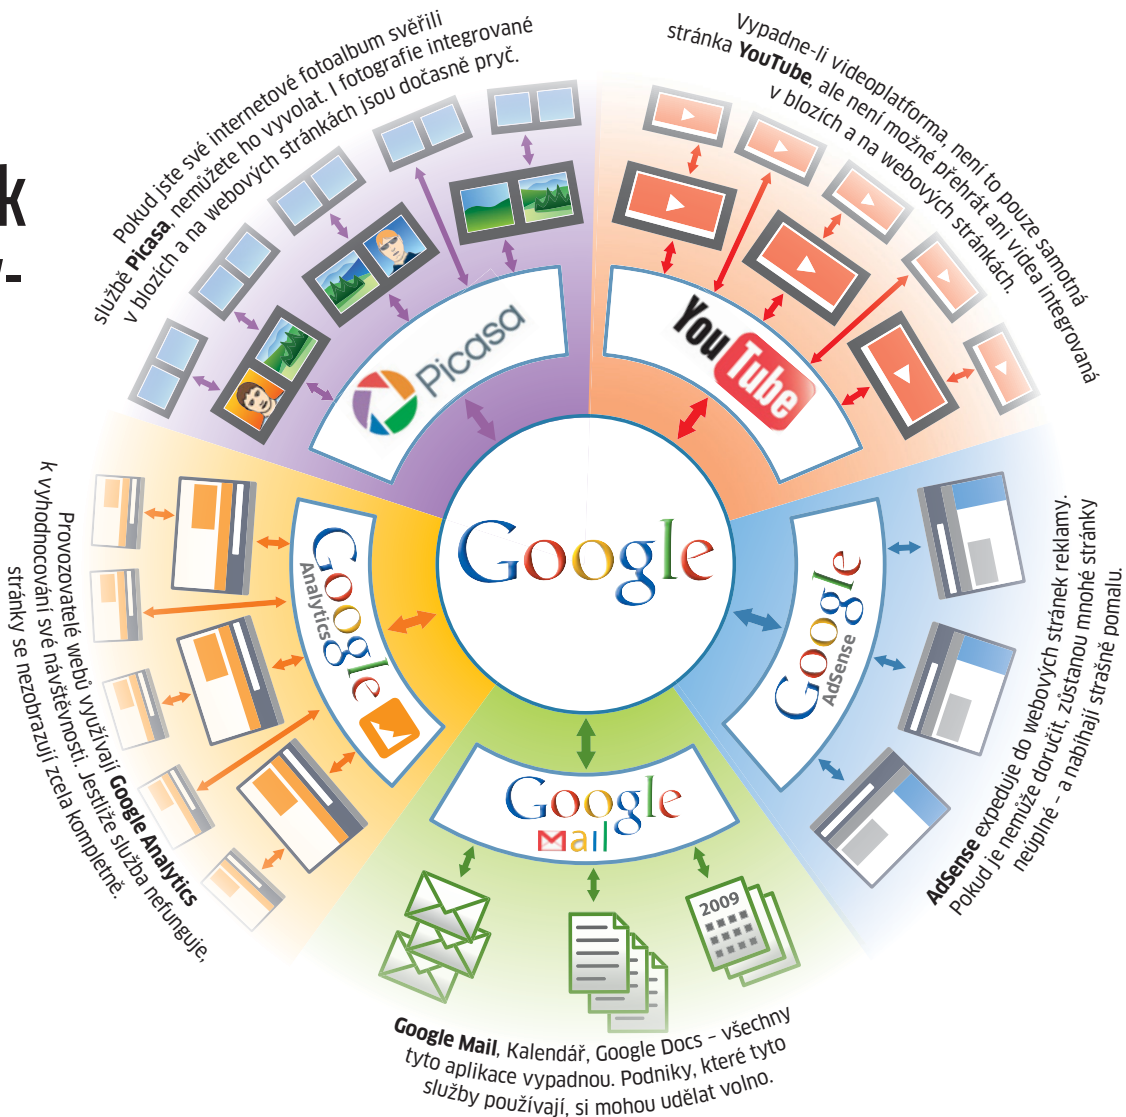 k
-
Pokud jste své internetové fotoalbum svěřili
službě Picasa, nemůžete ho vyvolat. I fotografie integrované
v blozích a na webových stránkách jsou dočasně pryč.
Vypadne-li videoplatforma, není to pouze samotná
stránka YouTube, ale není možné přehrát ani videa integrovaná
v blozích a na webových stránkách.
Picasa
You Tube
Google
Google
Analytics
Google
AdSense
Google
Mail
2009
Provozovatelé webů využívají Google Analytics
k vyhodnocování své návštěvnosti. Jestliže služba nefunguje,
stránky se nezobrazují zcela kompletně.
AdSense expeduje do webových stránek reklamy.
Pokud je nemůže doručit, zůstanou mnohé stránky
neúplné – a nabíhají strašně pomalu.
Google Mail, Kalendář, Google Docs – všechny
tyto aplikace vypadnou. Podniky, které tyto
služby používají, si mohou udělat volno.